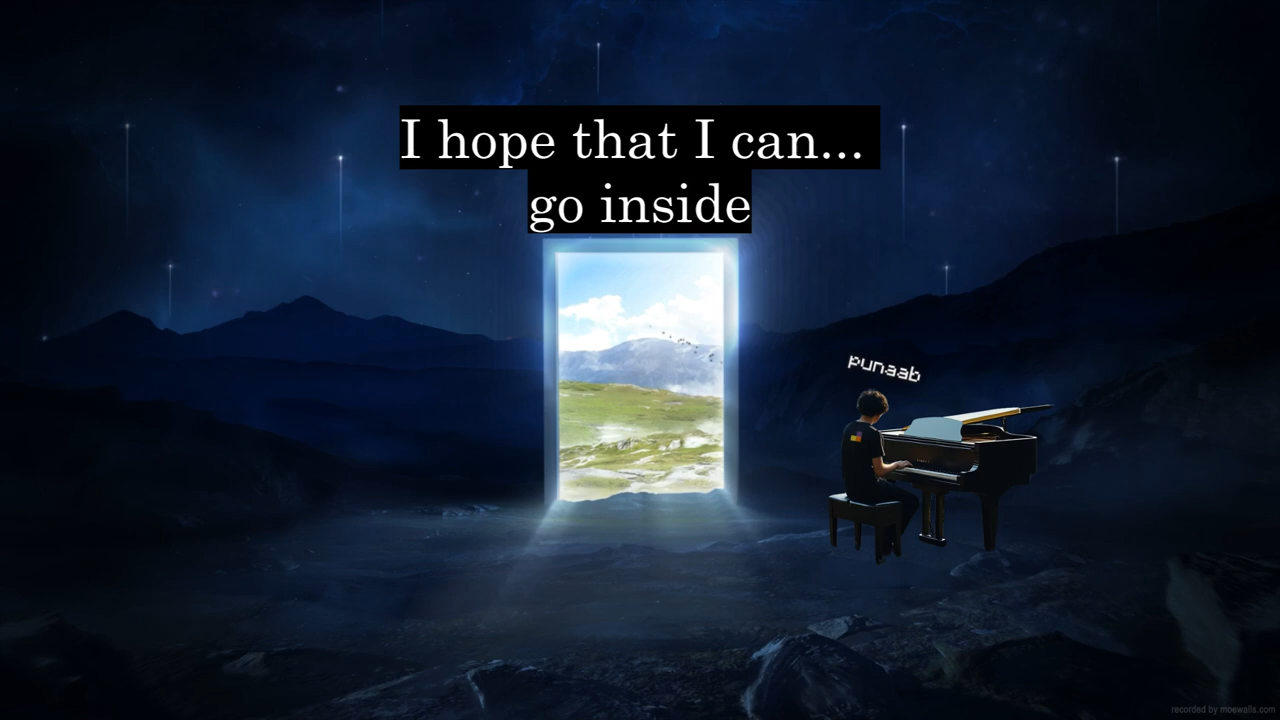 I hope that I can...
go inside
punaab
recorded by moewalls.com